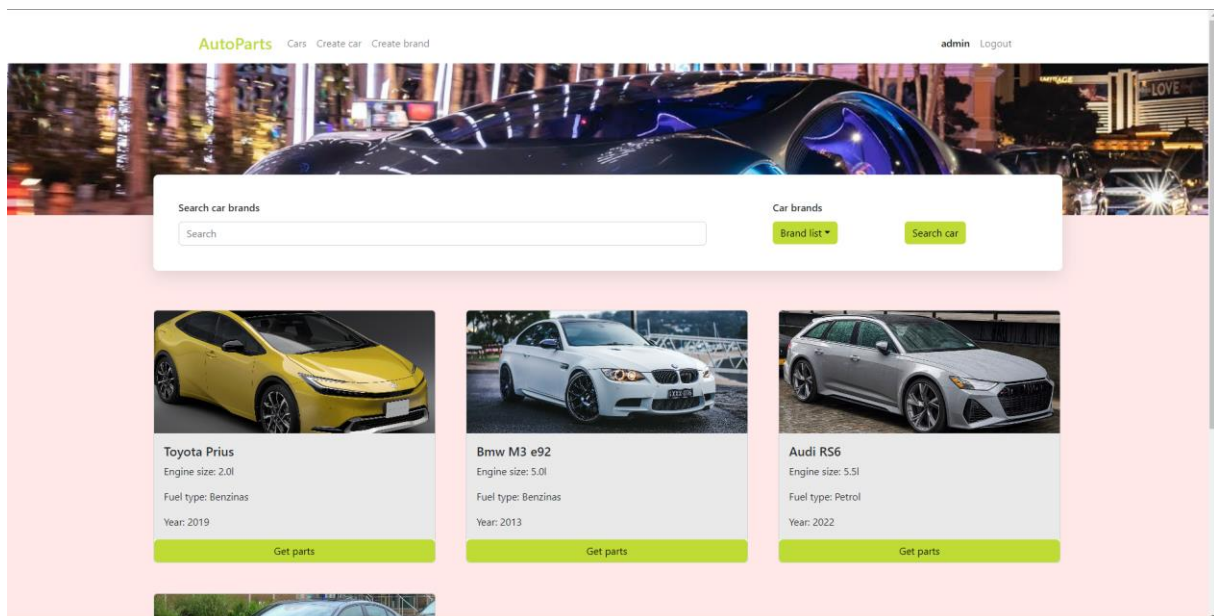 AutoParts Cars Create car Create brand admin Logout
LOVE
Search car brands Car brands
Search Brand list Search car
Toyota Prius Bmw M3 e92 Audi RS6
Engine size: 2.0l Engine size: 5.0l Engine size: 5.5l
Fuel type: Benzinas Fuel type: Benzinas Fuel type: Petrol
Year: 2019 Year: 2013 Year: 2022
Get parts Get parts Get parts